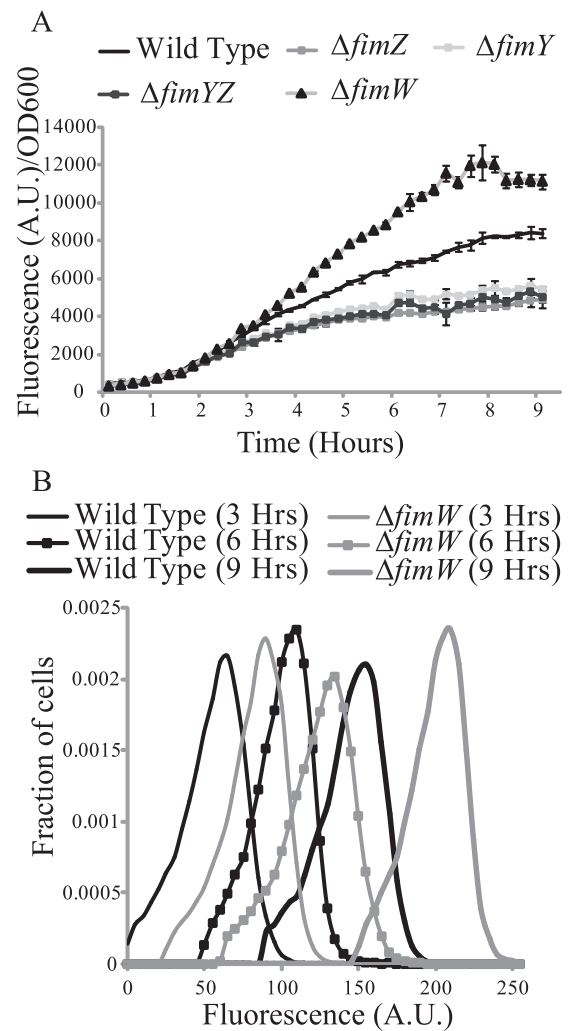 A
Wild Type ΔfimZ ΔfimY
ΔfimYZ ΔfimW
Fluorescence (A.U.)/OD600
14000
12000
10000
8000
6000
4000
2000
0
0 1 2 3 4 5 6 7 8 9
Time (Hours)
B
Wild Type (3 Hrs) ΔfimW (3 Hrs)
Wild Type (6 Hrs) ΔfimW (6 Hrs)
Wild Type (9 Hrs) ΔfimW (9 Hrs)
Fraction of cells
0.0025
0.002
0.0015
0.001
0.0005
0
0 50 100 150 200 250
Fluorescence (A.U.)